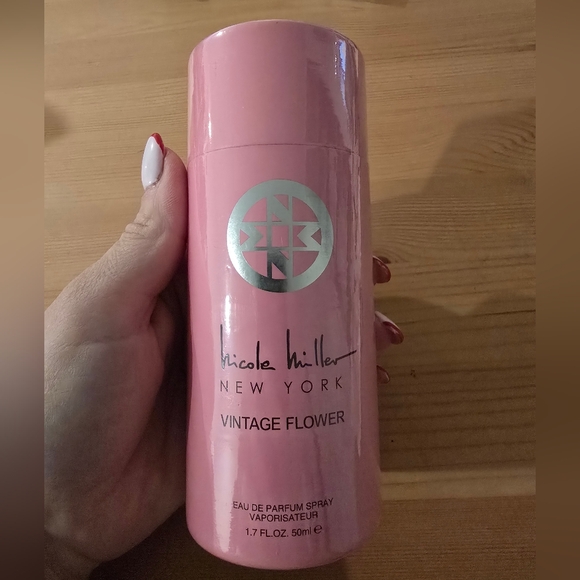 Nicole Miller
NEW YORK
VINTAGE FLOWER
EAU DE PARFUM SPRAY
VAPORISATEUR
1.7 FL.OZ. 50ml e